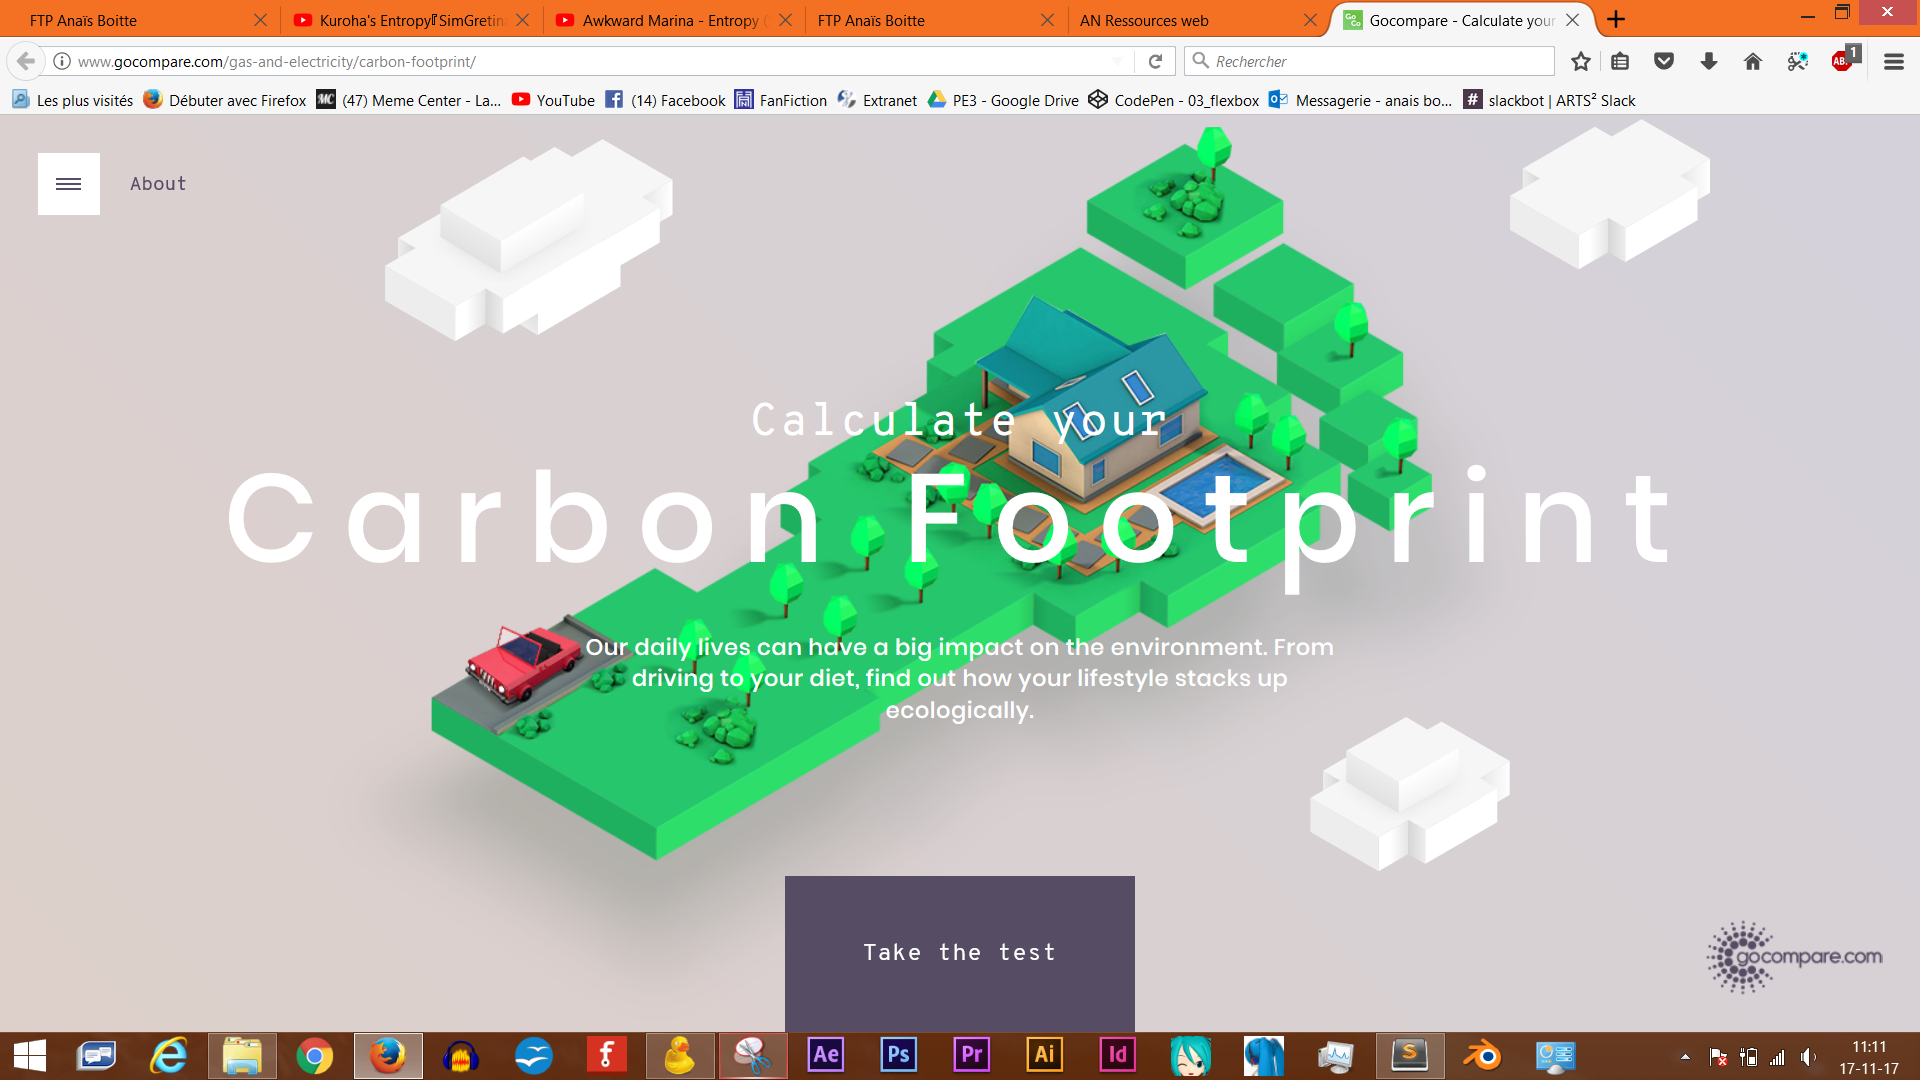 FTP Anaïs Boitte
Kuroha's Entropy
SimGretina
Awkward Marina - Entropy
FTP Anaïs Boitte
AN Ressources web
Gocompare - Calculate your
www.gocompare.com/gas-and-electricity/carbon-footprint/
Rechercher
ABP
1
Les plus visités
Débuter avec Firefox
MC
(47) Meme Center - La...
YouTube
(14) Facebook
FanFiction
Extranet
PE3 - Google Drive
CodePen - 03_flexbox
Messagerie - anais bo...
slackbot | ARTS² Slack
About
Calculate your
Carbon Footprint
Our daily lives can have a big impact on the environment. From
driving to your diet, find out how your lifestyle stacks up
ecologically.
Take the test
gocompare.com
Ae
Ps
Pr
Ai
Id
11:11
17-11-17